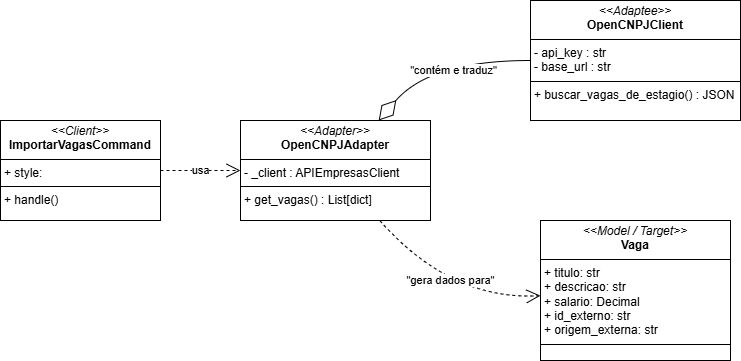 <<Adaptee>>
OpenCNPJClient
- api_key : str
- base_url : str
+ buscar_vagas_de_estagio() : JSON
"contém e traduz"
<<Client>>
ImportarVagasCommand
+ style:
+ handle()
usa
<<Adapter>>
OpenCNPJAdapter
- _client : APIEmpresasClient
+ get_vagas() : List[dict]
"gera dados para"
<<Model / Target>>
Vaga
+ titulo: str
+ descricao: str
+ salario: Decimal
+ id_externo: str
+ origem_externa: str